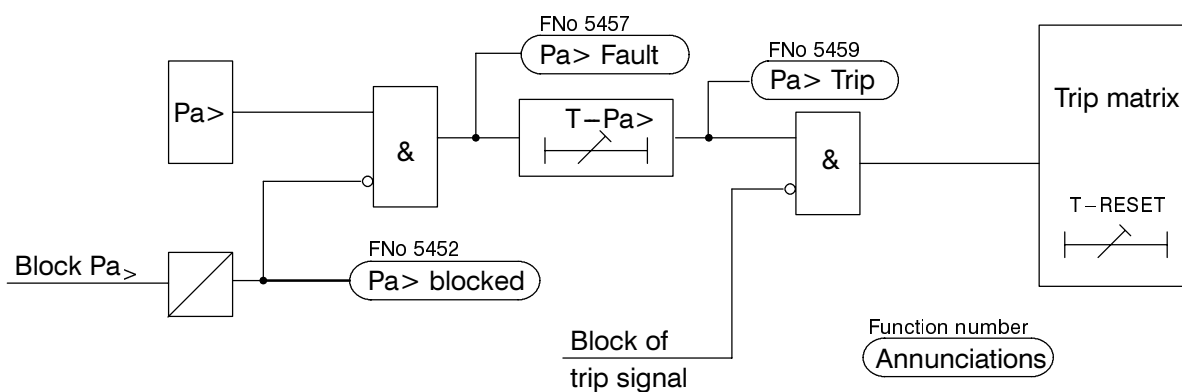 FNo 5457
Pa> Fault
FNo 5459
Pa> Trip
Pa>
T–Pa>
Trip matrix
&
&
T–RESET
FNo 5452
Block Pa>
Pa> blocked
Function number
Annunciations
Block of
trip signal